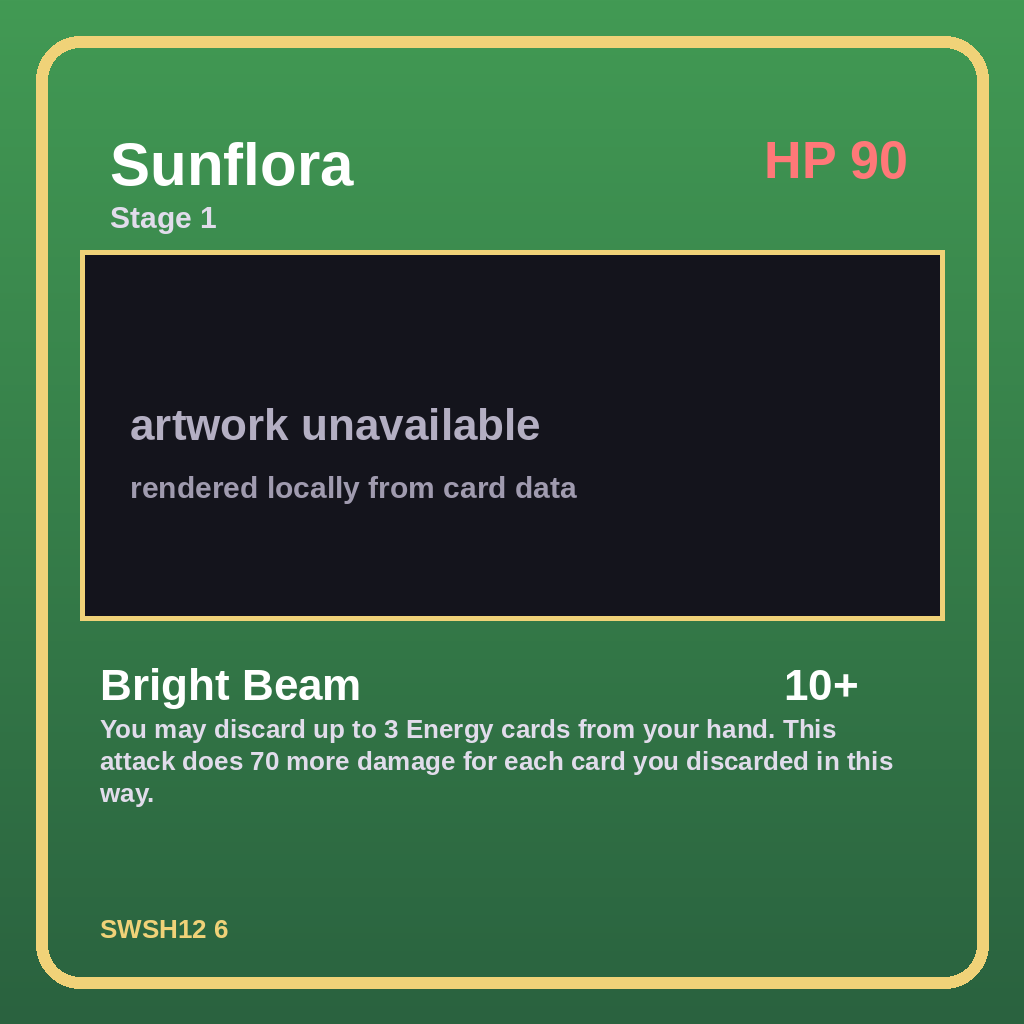 Sunflora
HP 90
Stage 1
artwork unavailable
rendered locally from card data
Bright Beam
10+
You may discard up to 3 Energy cards from your hand. This
attack does 70 more damage for each card you discarded in this
way.
SWSH12 6